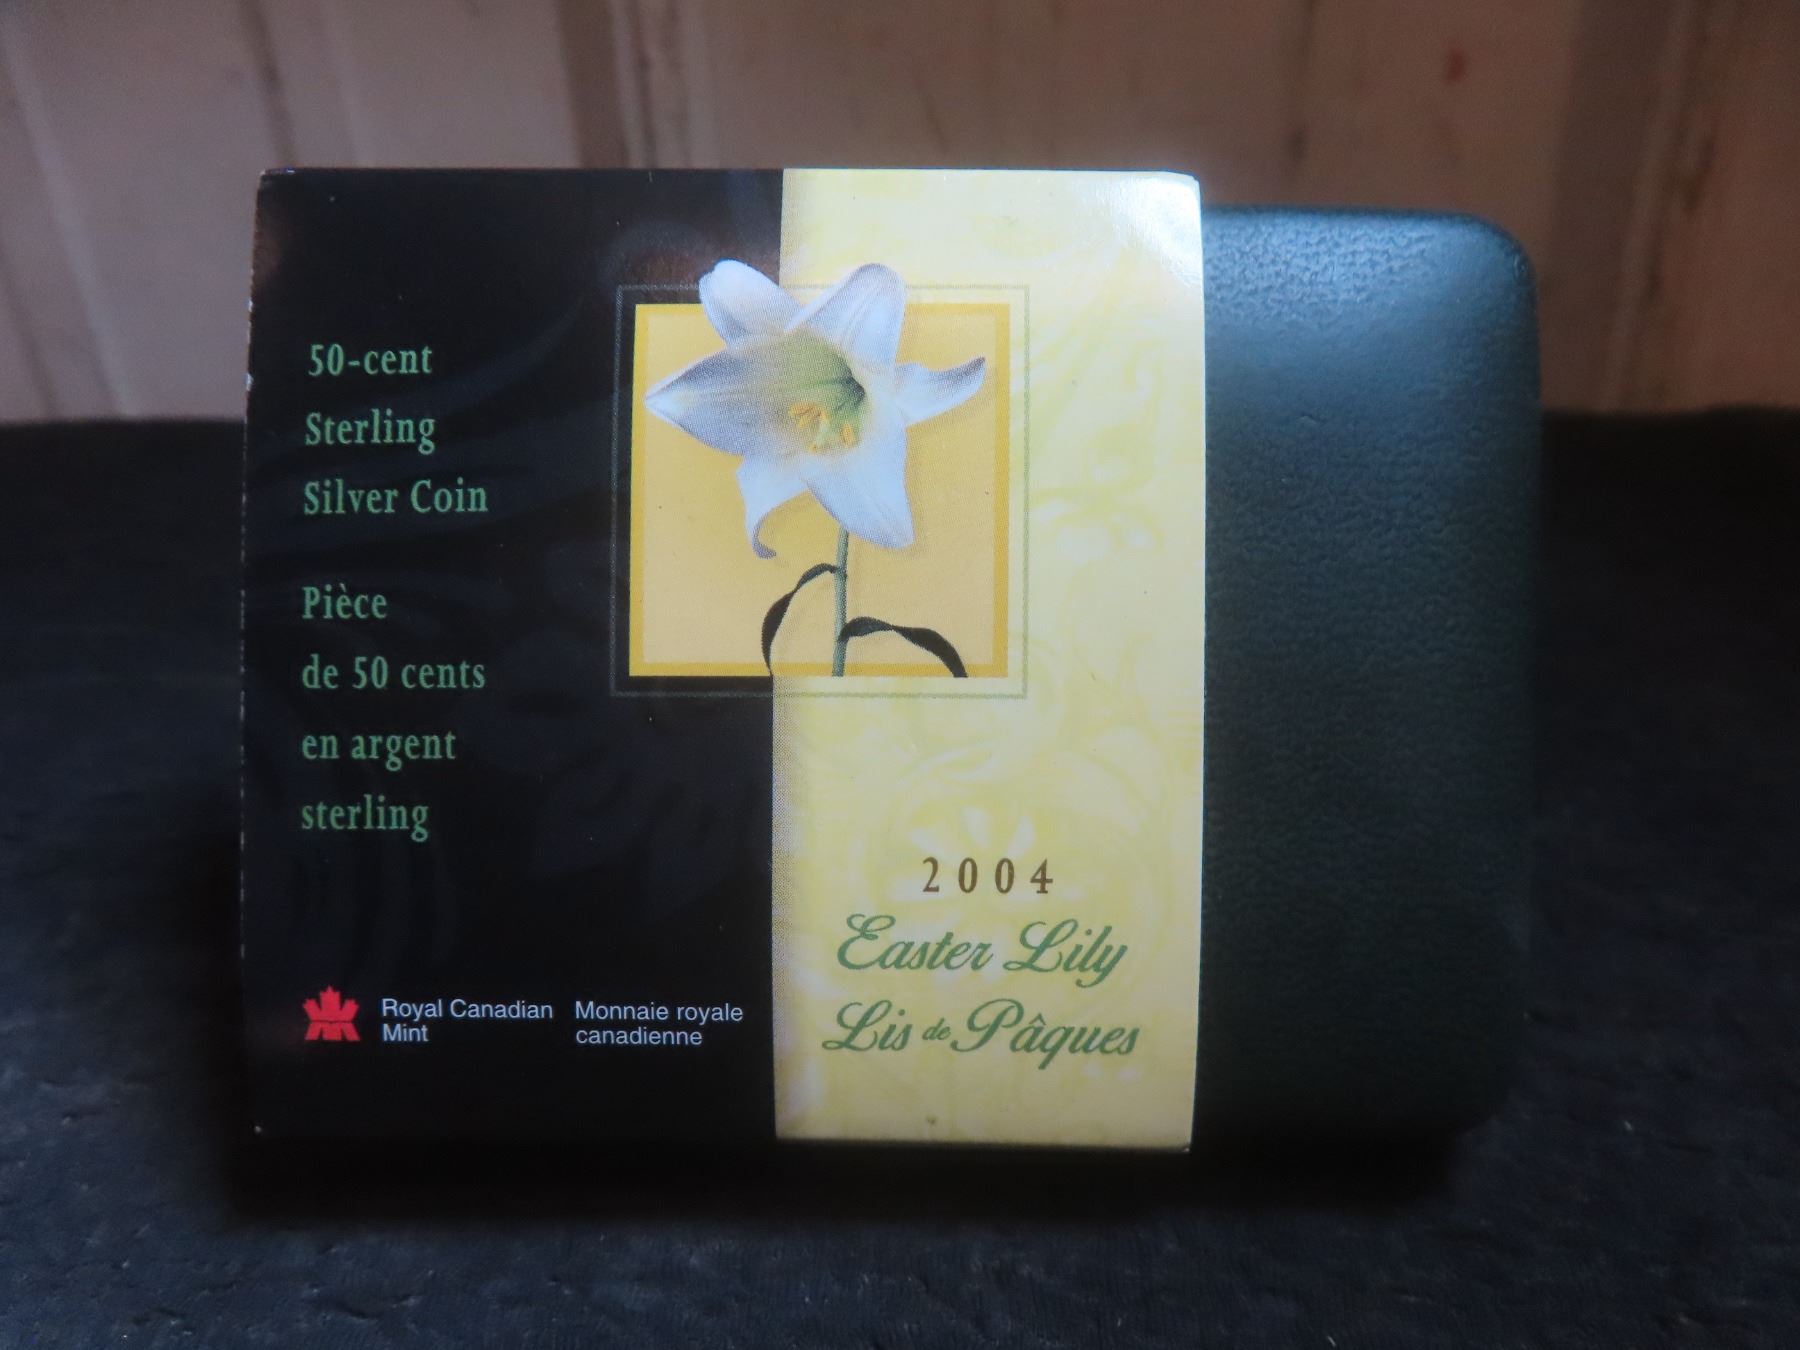 50-cent
Sterling
Silver Coin
Pièce
de 50 cents
en argent
sterling
Royal Canadian
Mint
Monnaie royale
canadienne
2004
Easter Lily
Lis de Pâques